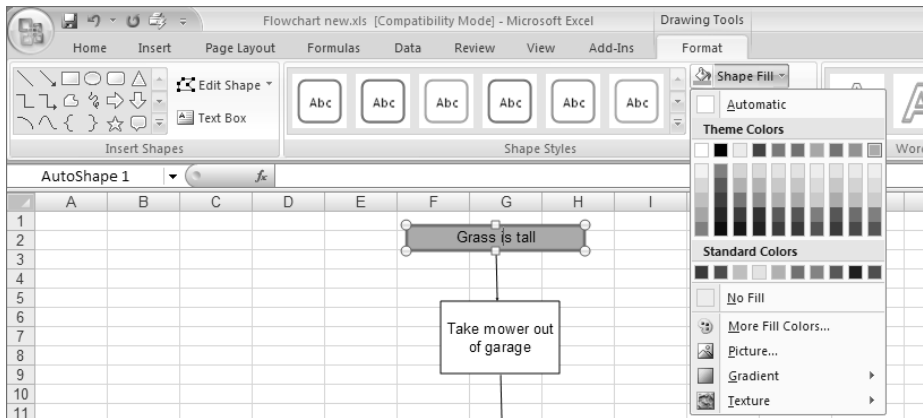 Flowchart new.xls [Compatibility Mode] - Microsoft Excel
Drawing Tools
Home Insert Page Layout Formulas Data Review View Add-Ins Format
Edit Shape
Text Box
Insert Shapes
Abc Abc Abc Abc Abc Abc
Shape Styles
Shape Fill
Automatic
Theme Colors
Standard Colors
No Fill
More Fill Colors...
Picture...
Gradient
Texture
AutoShape 1
fx
A B C D E F G H I
1
2
3
4
5
6
7
8
9
10
11
Grass is tall
Take mower out
of garage